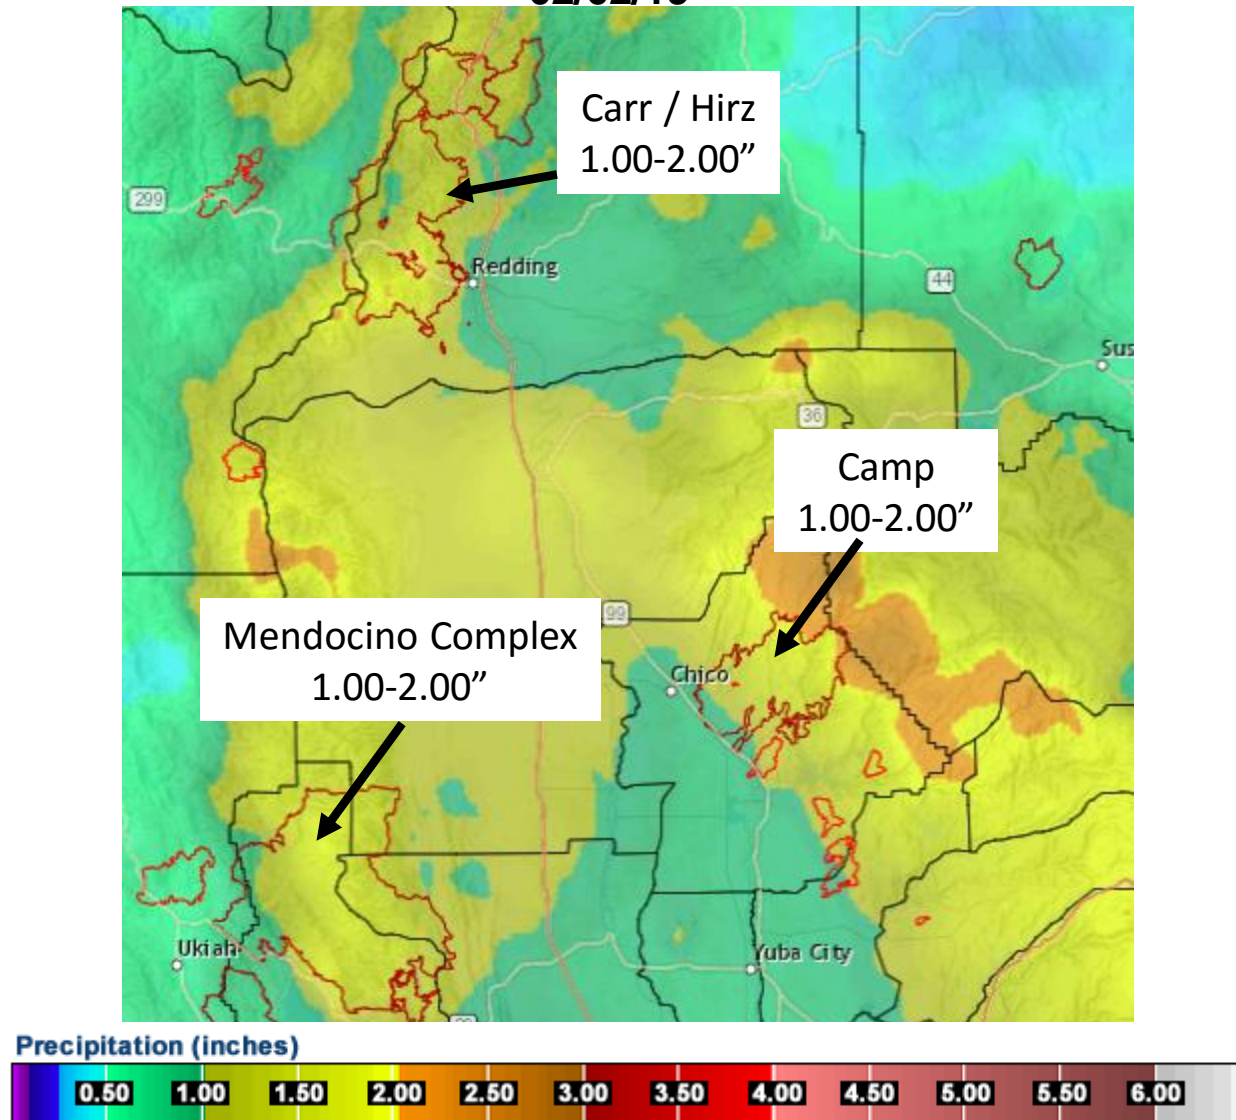 Carr / Hirz
1.00-2.00”
299
Redding
44
Sus
36
Camp
1.00-2.00”
99
Mendocino Complex
1.00-2.00”
Chico
Ukiah
Yuba City
Precipitation (inches)
0.50 1.00 1.50 2.00 2.50 3.00 3.50 4.00 4.50 5.00 5.50 6.00